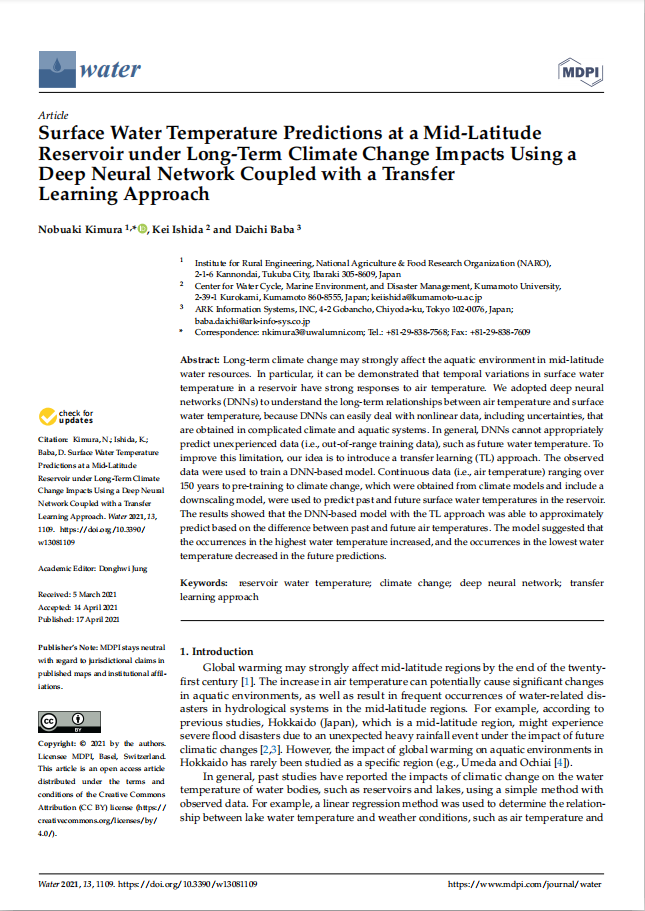 water
MDPI
Article
Surface Water Temperature Predictions at a Mid-Latitude
Reservoir under Long-Term Climate Change Impacts Using a
Deep Neural Network Coupled with a Transfer
Learning Approach
Nobuaki Kimura 1,*, Kei Ishida 2 and Daichi Baba 3
1 Institute for Rural Engineering, National Agriculture & Food Research Organization (NARO),
2-1-6 Kannondai, Tukuba City, Ibaraki 305-8609, Japan
2 Center for Water Cycle, Marine Environment, and Disaster Management, Kumamoto University,
2-39-1 Kurokami, Kumamoto 860-8555, Japan; keiishida@kumamoto-u.ac.jp
3 ARK Information Systems, INC, 4-2 Gobancho, Chiyoda-ku, Tokyo 102-0076, Japan;
baba.daichi@ark-info-sys.co.jp
* Correspondence: nkimura3@uwalumni.com; Tel.: +81-29-838-7568; Fax: +81-29-838-7609
Abstract: Long-term climate change may strongly affect the aquatic environment in mid-latitude
water resources. In particular, it can be demonstrated that temporal variations in surface water
temperature in a reservoir have strong responses to air temperature. We adopted deep neural
networks (DNNs) to understand the long-term relationships between air temperature and surface
water temperature, because DNNs can easily deal with nonlinear data, including uncertainties, that
are obtained in complicated climate and aquatic systems. In general, DNNs cannot appropriately
predict unexperienced data (i.e., out-of-range training data), such as future water temperature. To
improve this limitation, our idea is to introduce a transfer learning (TL) approach. The observed
data were used to train a DNN-based model. Continuous data (i.e., air temperature) ranging over
150 years to pre-training to climate change, which were obtained from climate models and include a
downscaling model, were used to predict past and future surface water temperatures in the reservoir.
The results showed that the DNN-based model with the TL approach was able to approximately
predict based on the difference between past and future air temperatures. The model suggested that
the occurrences in the highest water temperature increased, and the occurrences in the lowest water
temperature decreased in the future predictions.
Keywords: reservoir water temperature; climate change; deep neural network; transfer
learning approach
check for
updates
Citation: Kimura, N.; Ishida, K.;
Baba, D. Surface Water Temperature
Predictions at a Mid-Latitude
Reservoir under Long-Term Climate
Change Impacts Using a Deep Neural
Network Coupled with a Transfer
Learning Approach. Water 2021, 13,
1109. https://doi.org/10.3390/
w13081109
Academic Editor: Donghwi Jung
Received: 5 March 2021
Accepted: 14 April 2021
Published: 17 April 2021
Publisher's Note: MDPI stays neutral
with regard to jurisdictional claims in
published maps and institutional affil-
iations.
CC BY
Copyright: © 2021 by the authors.
Licensee MDPI, Basel, Switzerland.
This article is an open access article
distributed under the terms and
conditions of the Creative Commons
Attribution (CC BY) license (https://
creativecommons.org/licenses/by/
4.0/).
1. Introduction
Global warming may strongly affect mid-latitude regions by the end of the twenty-
first century [1]. The increase in air temperature can potentially cause significant changes
in aquatic environments, as well as result in frequent occurrences of water-related dis-
asters in hydrological systems in the mid-latitude regions. For example, according to
previous studies, Hokkaido (Japan), which is a mid-latitude region, might experience
severe flood disasters due to an unexpected heavy rainfall event under the impact of future
climatic changes [2,3]. However, the impact of global warming on aquatic environments in
Hokkaido has rarely been studied as a specific region (e.g., Umeda and Ochiai [4]).
In general, past studies have reported the impacts of climatic change on the water
temperature of water bodies, such as reservoirs and lakes, using a simple method with
observed data. For example, a linear regression method was used to determine the relation-
ship between lake water temperature and weather conditions, such as air temperature and
Water 2021, 13, 1109. https://doi.org/10.3390/w13081109
https://www.mdpi.com/journal/water